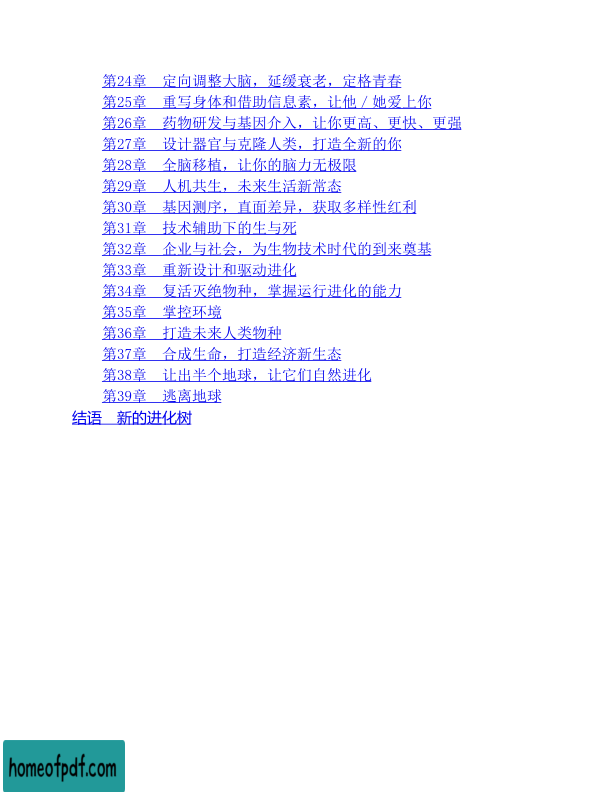 第24章　定向调整大脑，延缓衰老，定格青春
第25章　重写身体和借助信息素，让他／她爱上你
第26章　药物研发与基因介入，让你更高、更快、更强
第27章　设计器官与克隆人类，打造全新的你
第28章　全脑移植，让你的脑力无极限
第29章　人机共生，未来生活新常态
第30章　基因测序，直面差异，获取多样性红利
第31章　技术辅助下的生与死
第32章　企业与社会，为生物技术时代的到来奠基
第33章　重新设计和驱动进化
第34章　复活灭绝物种，掌握运行进化的能力
第35章　掌控环境
第36章　打造未来人类物种
第37章　合成生命，打造经济新生态
第38章　让出半个地球，让它们自然进化
第39章　逃离地球
结语　新的进化树
homeofpdf.com